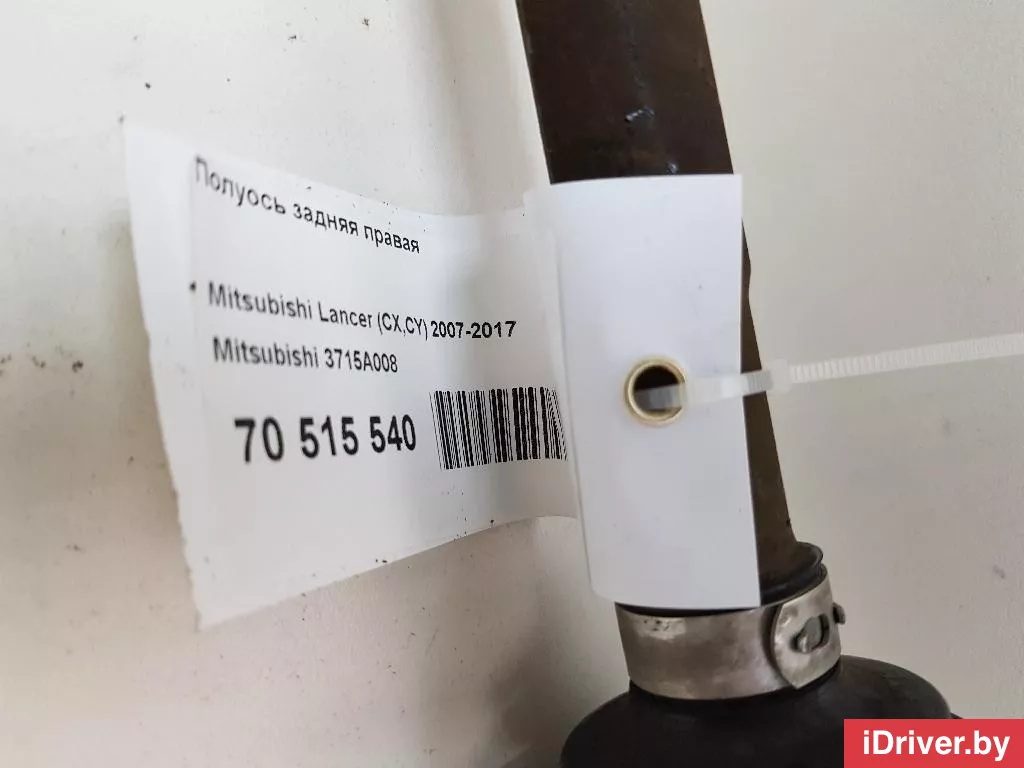 Полуось задняя правая
Mitsubishi Lancer (CX,CY) 2007-2017
Mitsubishi 3715A008
70 515 540
iDriver.by